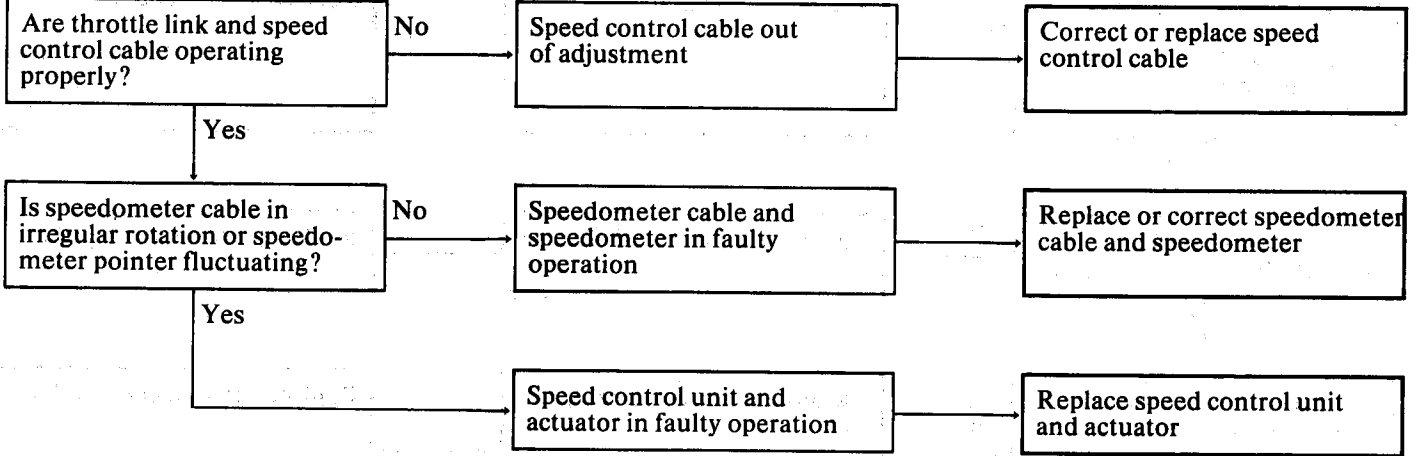 Are throttle link and speed
control cable operating
properly?
No
Speed control cable out
of adjustment
Correct or replace speed
control cable
Yes
Is speedometer cable in
irregular rotation or speedo-
meter pointer fluctuating?
No
Speedometer cable and
speedometer in faulty
operation
Replace or correct speedometer
cable and speedometer
Yes
Speed control unit and
actuator in faulty operation
Replace speed control unit
and actuator